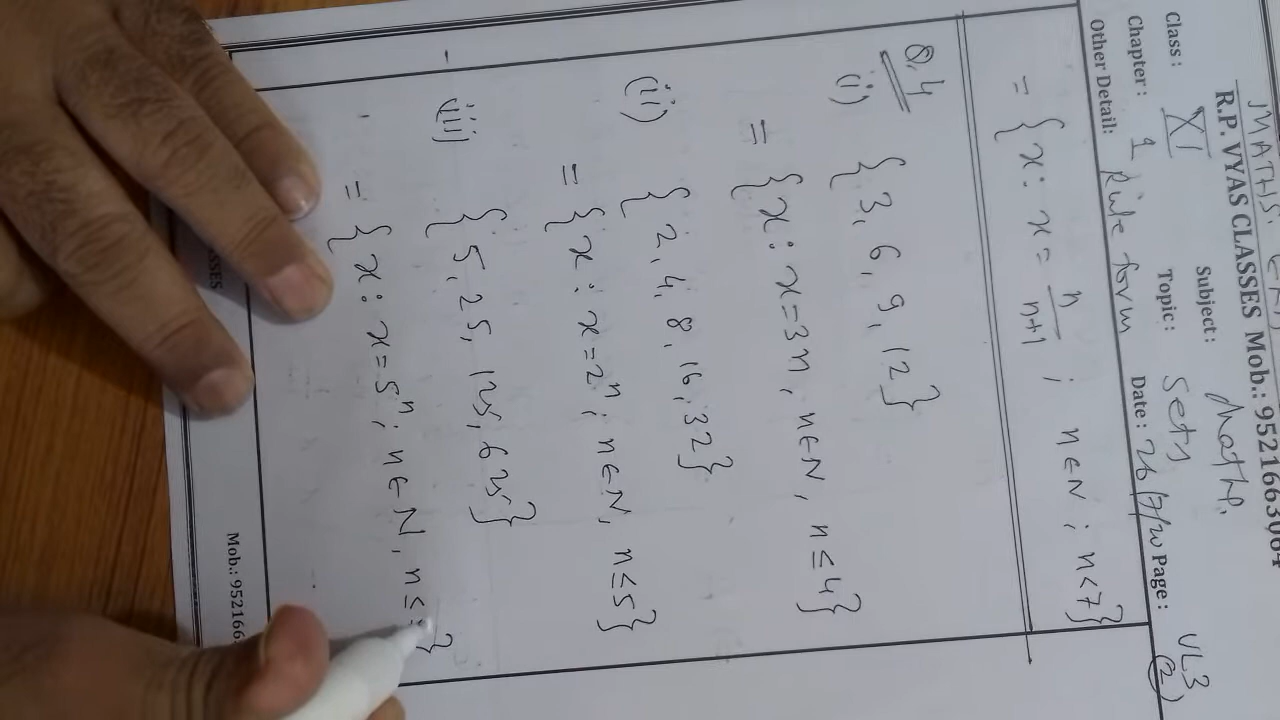 MATHS
R.P. VYAS CLASSES Mob.: 9521663064
Class: XI Subject: Maths.
Chapter: 1 Topic: Sets
Other Detail: Rule form Date: 26/7/20 Page: VL3 (2)
= {x: x = n/n+1 ; n∈N ; n<7}
Q.4
(i) {3, 6, 9, 12}
= {x: x=3n, n∈N, n≤4}
(ii) {2, 4, 8, 16, 32}
= {x: x=2ⁿ; n∈N, n≤5}
(iii) {5, 25, 125, 625}
= {x: x=5ⁿ; n∈N, n≤ }
SSES Mob.: 952166